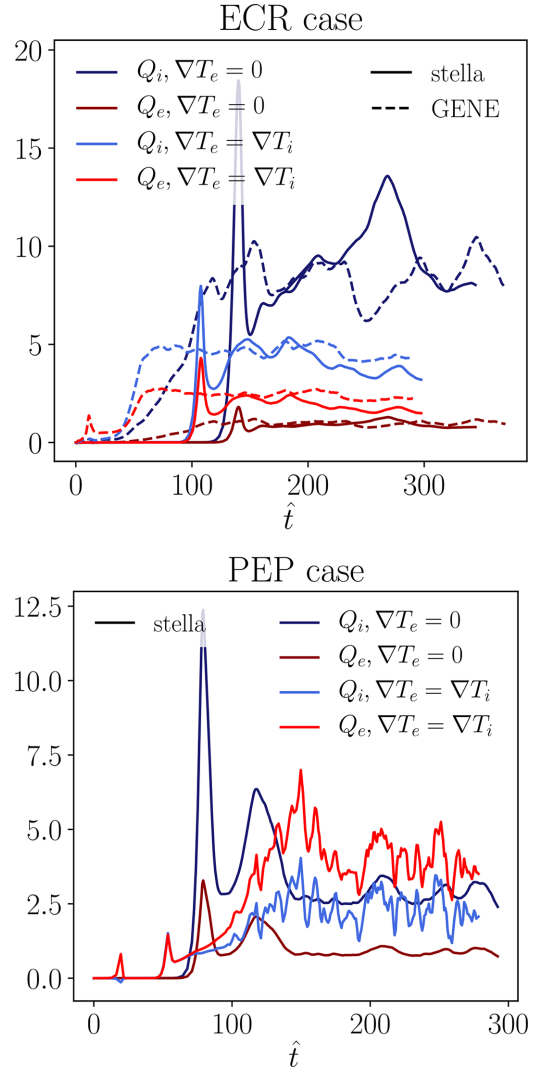 ECR case
20
15
10
5
0
Q_i, ∇T_e = 0
Q_e, ∇T_e = 0
Q_i, ∇T_e = ∇T_i
Q_e, ∇T_e = ∇T_i
stella
GENE
0 100 200 300
t̂
PEP case
12.5
10.0
7.5
5.0
2.5
0.0
stella
Q_i, ∇T_e = 0
Q_e, ∇T_e = 0
Q_i, ∇T_e = ∇T_i
Q_e, ∇T_e = ∇T_i
0 100 200 300
t̂